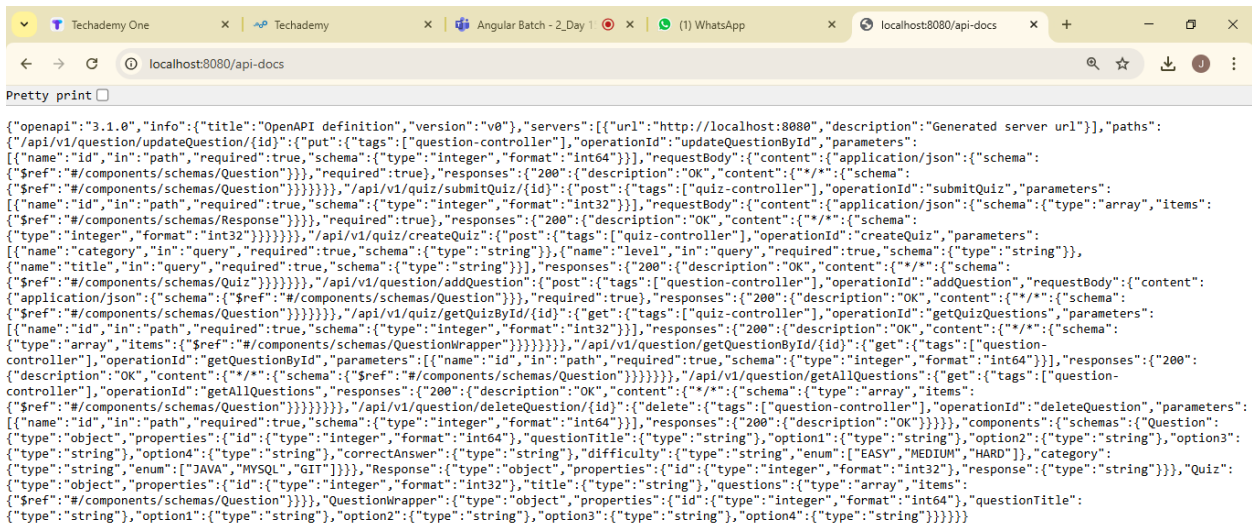 Techademy One
Techademy
Angular Batch - 2_Day 1
(1) WhatsApp
localhost:8080/api-docs
localhost:8080/api-docs
J
Pretty print
{"openapi":"3.1.0","info":{"title":"OpenAPI definition","version":"v0"},"servers":[{"url":"http://localhost:8080","description":"Generated server url"}],"paths":
{"/api/v1/question/updateQuestion/{id}":{"put":{"tags":["question-controller"],"operationId":"updateQuestionById","parameters":
[{"name":"id","in":"path","required":true,"schema":{"type":"integer","format":"int64"}}],"requestBody":{"content":{"application/json":{"schema":
{"$ref":"#/components/schemas/Question"}}},"required":true},"responses":{"200":{"description":"OK","content":{"*/*":{"schema":
{"$ref":"#/components/schemas/Question"}}}}}}},"/api/v1/quiz/submitQuiz/{id}":{"post":{"tags":["quiz-controller"],"operationId":"submitQuiz","parameters":
[{"name":"id","in":"path","required":true,"schema":{"type":"integer","format":"int32"}}],"requestBody":{"content":{"application/json":{"schema":{"type":"array","items":
{"$ref":"#/components/schemas/Response"}}}},"required":true},"responses":{"200":{"description":"OK","content":{"*/*":{"schema":
{"type":"integer","format":"int32"}}}}}}},"/api/v1/quiz/createQuiz":{"post":{"tags":["quiz-controller"],"operationId":"createQuiz","parameters":
[{"name":"category","in":"query","required":true,"schema":{"type":"string"}},{"name":"level","in":"query","required":true,"schema":{"type":"string"}},
{"name":"title","in":"query","required":true,"schema":{"type":"string"}}],"responses":{"200":{"description":"OK","content":{"*/*":{"schema":
{"$ref":"#/components/schemas/Quiz"}}}}}}},"/api/v1/question/addQuestion":{"post":{"tags":["question-controller"],"operationId":"addQuestion","requestBody":{"content":
{"application/json":{"schema":{"$ref":"#/components/schemas/Question"}}},"required":true},"responses":{"200":{"description":"OK","content":{"*/*":{"schema":
{"$ref":"#/components/schemas/Question"}}}}}}},"/api/v1/quiz/getQuizById/{id}":{"get":{"tags":["quiz-controller"],"operationId":"getQuizQuestions","parameters":
[{"name":"id","in":"path","required":true,"schema":{"type":"integer","format":"int32"}}],"responses":{"200":{"description":"OK","content":{"*/*":{"schema":
{"type":"array","items":{"$ref":"#/components/schemas/QuestionWrapper"}}}}}}}},"/api/v1/question/getQuestionById/{id}":{"get":{"tags":["question-
controller"],"operationId":"getQuestionById","parameters":[{"name":"id","in":"path","required":true,"schema":{"type":"integer","format":"int64"}}],"responses":{"200":
{"description":"OK","content":{"*/*":{"schema":{"$ref":"#/components/schemas/Question"}}}}}}},"/api/v1/question/getAllQuestions":{"get":{"tags":["question-
controller"],"operationId":"getAllQuestions","responses":{"200":{"description":"OK","content":{"*/*":{"schema":{"type":"array","items":
{"$ref":"#/components/schemas/Question"}}}}}}}},"/api/v1/question/deleteQuestion/{id}":{"delete":{"tags":["question-controller"],"operationId":"deleteQuestion","parameters":
[{"name":"id","in":"path","required":true,"schema":{"type":"integer","format":"int64"}}],"responses":{"200":{"description":"OK"}}}}},"components":{"schemas":{"Question":
{"type":"object","properties":{"id":{"type":"integer","format":"int64"},"questionTitle":{"type":"string"},"option1":{"type":"string"},"option2":{"type":"string"},"option3":
{"type":"string"},"option4":{"type":"string"},"correctAnswer":{"type":"string"},"difficulty":{"type":"string","enum":["EASY","MEDIUM","HARD"]},"category":
{"type":"string","enum":["JAVA","MYSQL","GIT"]}}},"Response":{"type":"object","properties":{"id":{"type":"integer","format":"int32"},"response":{"type":"string"}}},"Quiz":
{"type":"object","properties":{"id":{"type":"integer","format":"int32"},"title":{"type":"string"},"questions":{"type":"array","items":
{"$ref":"#/components/schemas/Question"}}}},"QuestionWrapper":{"type":"object","properties":{"id":{"type":"integer","format":"int64"},"questionTitle":
{"type":"string"},"option1":{"type":"string"},"option2":{"type":"string"},"option3":{"type":"string"},"option4":{"type":"string"}}}}}}